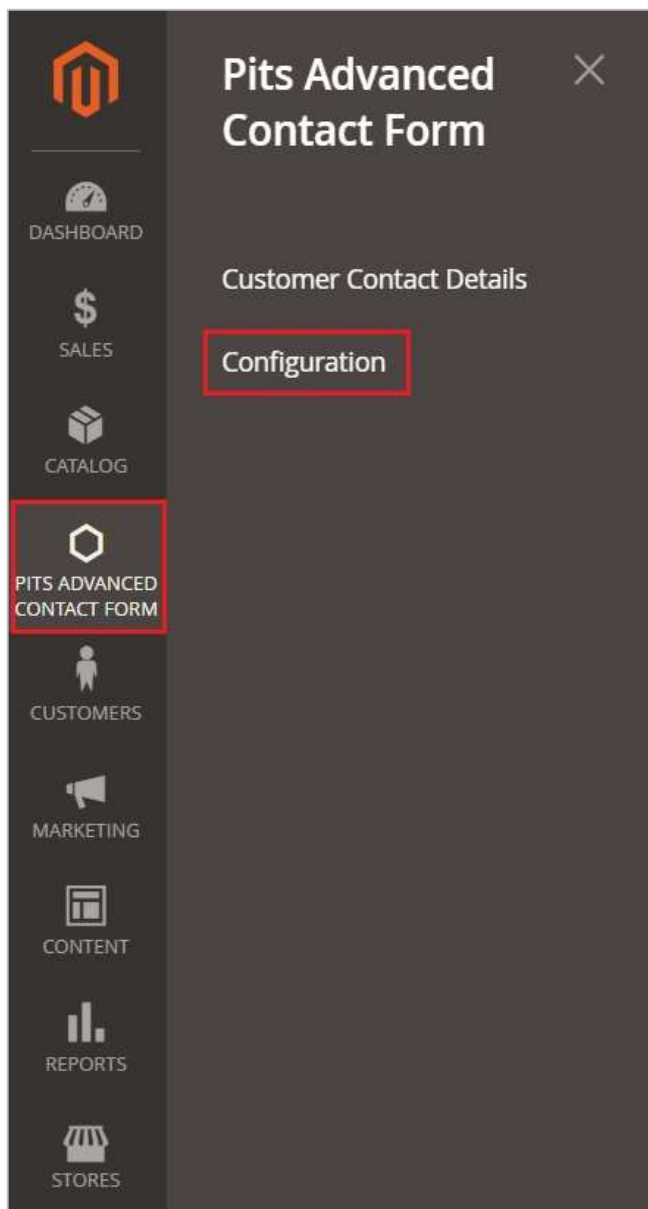 Pits Advanced
Contact Form
Customer Contact Details
Configuration
DASHBOARD
$
SALES
CATALOG
PITS ADVANCED
CONTACT FORM
CUSTOMERS
MARKETING
CONTENT
REPORTS
STORES